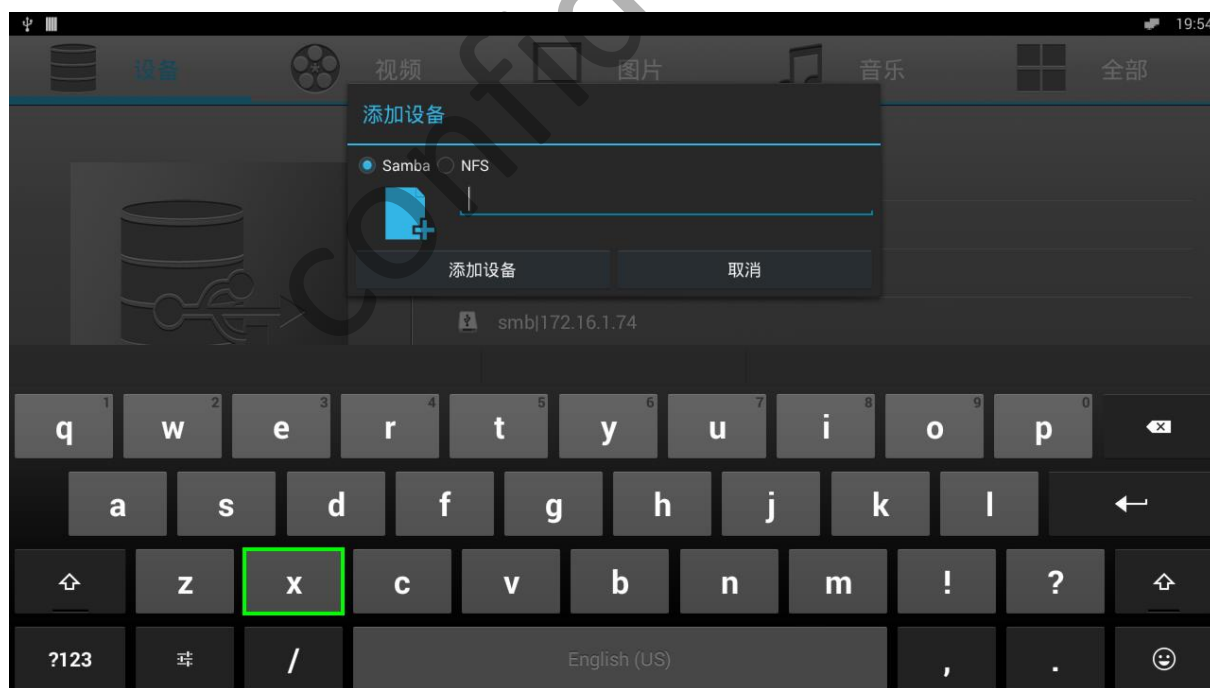 19:54
设备 视频 图片 音乐 全部
添加设备
Samba NFS
添加设备 取消
smb|172.16.1.74
1 2 3 4 5 6 7 8 9 0
q w e r t y u i o p
a s d f g h j k l
z x c v b n m ! ?
?123 / English (US) , .